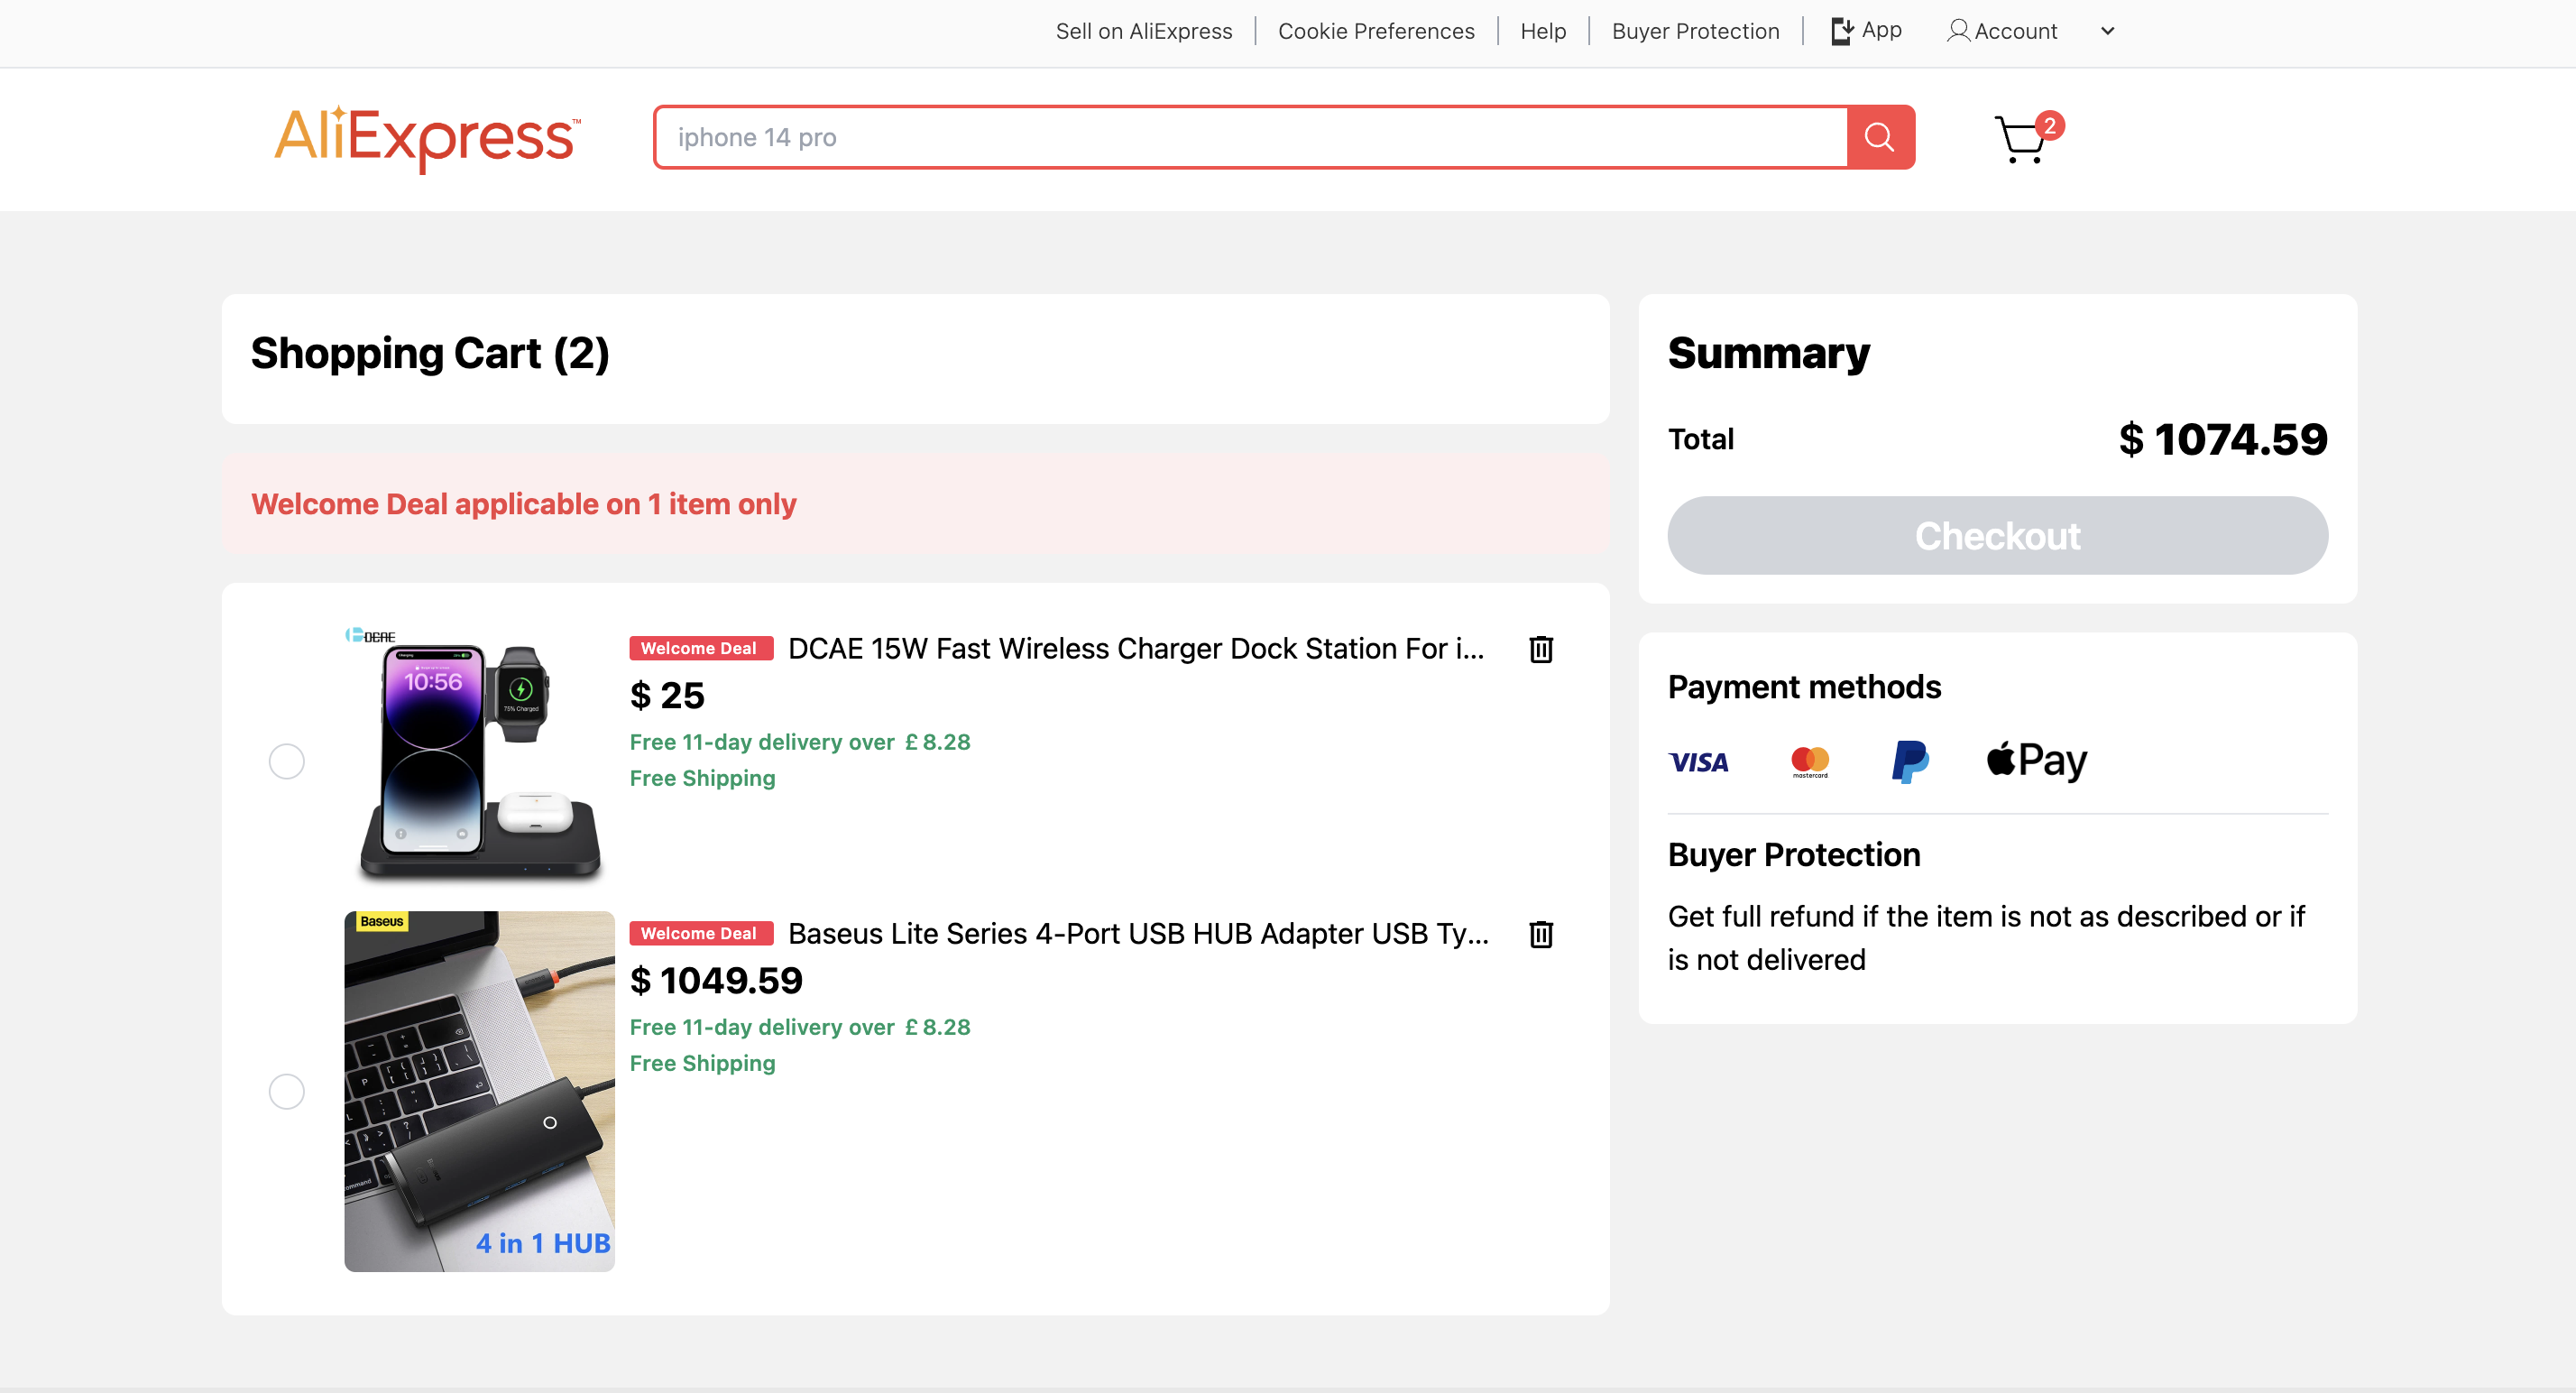 Sell on AliExpress
Cookie Preferences
Help
Buyer Protection
App
Account
AliExpress™
iphone 14 pro
2
Shopping Cart (2)
Welcome Deal applicable on 1 item only
DCAE
10:56
75% Charged
Welcome Deal DCAE 15W Fast Wireless Charger Dock Station For i...
$ 25
Free 11-day delivery over £ 8.28
Free Shipping
Baseus
command
4 in 1 HUB
Welcome Deal Baseus Lite Series 4-Port USB HUB Adapter USB Ty...
$ 1049.59
Free 11-day delivery over £ 8.28
Free Shipping
Summary
Total $ 1074.59
Checkout
Payment methods
VISA
mastercard
Pay
Buyer Protection
Get full refund if the item is not as described or if
is not delivered